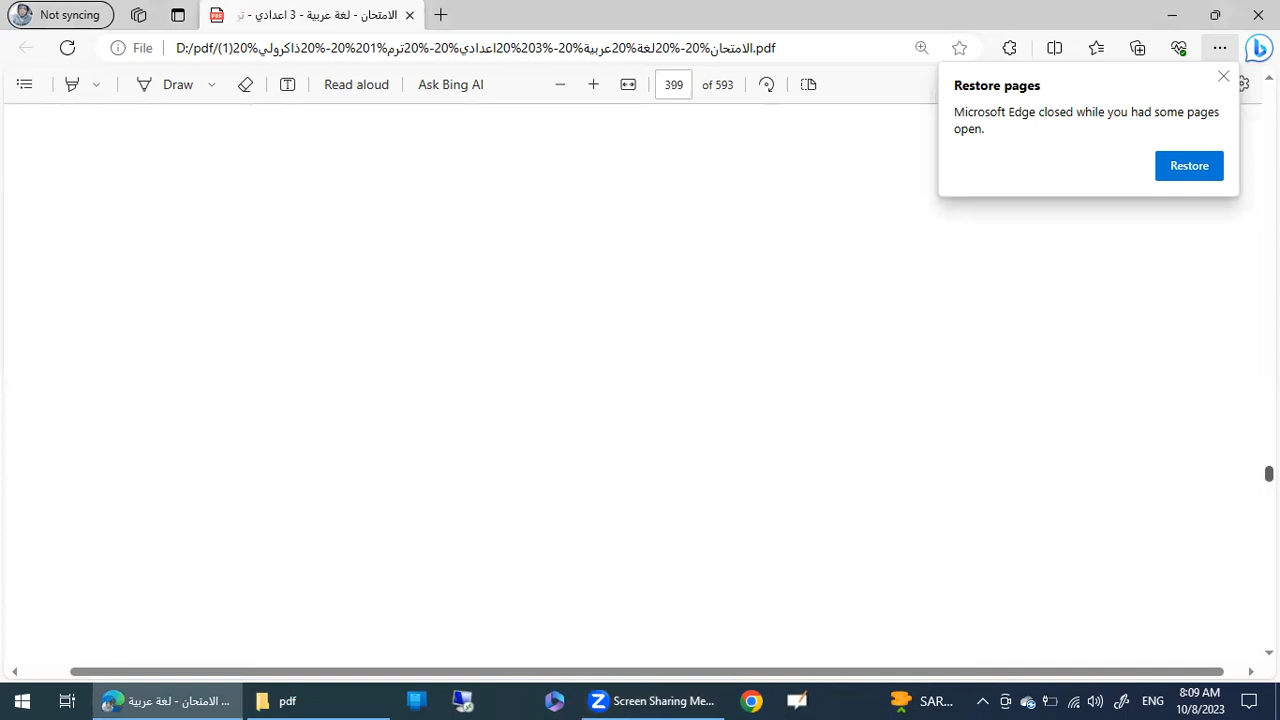 Not syncing
الامتحان - لغة عربية - 3 اعدادي - تر
File
D:/pdf/الامتحان%20-%20لغة%20عربية%20-%203%20اعدادي%20-%20ترم%201%20-%20ذاكرولي%20(1).pdf
Draw
Read aloud
Ask Bing AI
399
of 593
Restore pages
Microsoft Edge closed while you had some pages
open.
Restore
الامتحان - لغة عربية ...
pdf
Screen Sharing Me...
SAR...
ENG
8:09 AM
10/8/2023